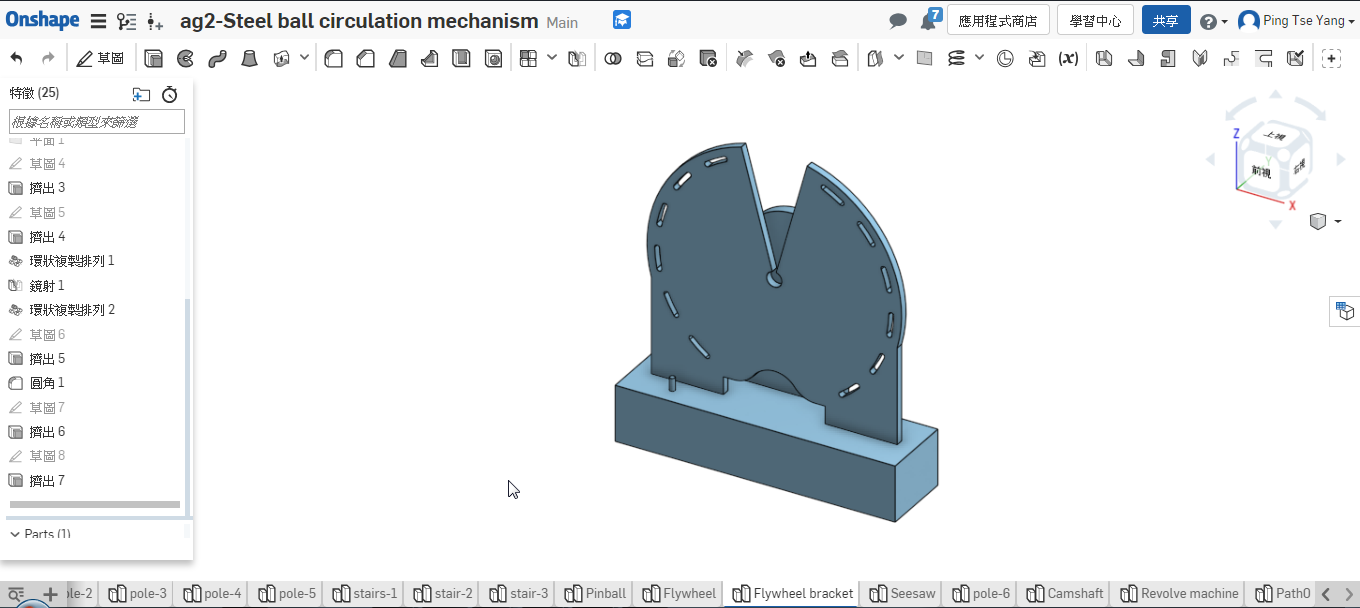 Onshape ag2-Steel ball circulation mechanism Main 7 應用程式商店 學習中心 共享 Ping Tse Yang
草圖 (x)
特徵 (25)
根據名稱或類型來篩選
平面 1
草圖 4
擠出 3
草圖 5
擠出 4
環狀複製排列 1
鏡射 1
環狀複製排列 2
草圖 6
擠出 5
圓角 1
草圖 7
擠出 6
草圖 8
擠出 7
Parts (1)
Z
上視
前視
右視
Y
X
ole-2 pole-3 pole-4 pole-5 stairs-1 stair-2 stair-3 Pinball Flywheel Flywheel bracket Seesaw pole-6 Camshaft Revolve machine Path0